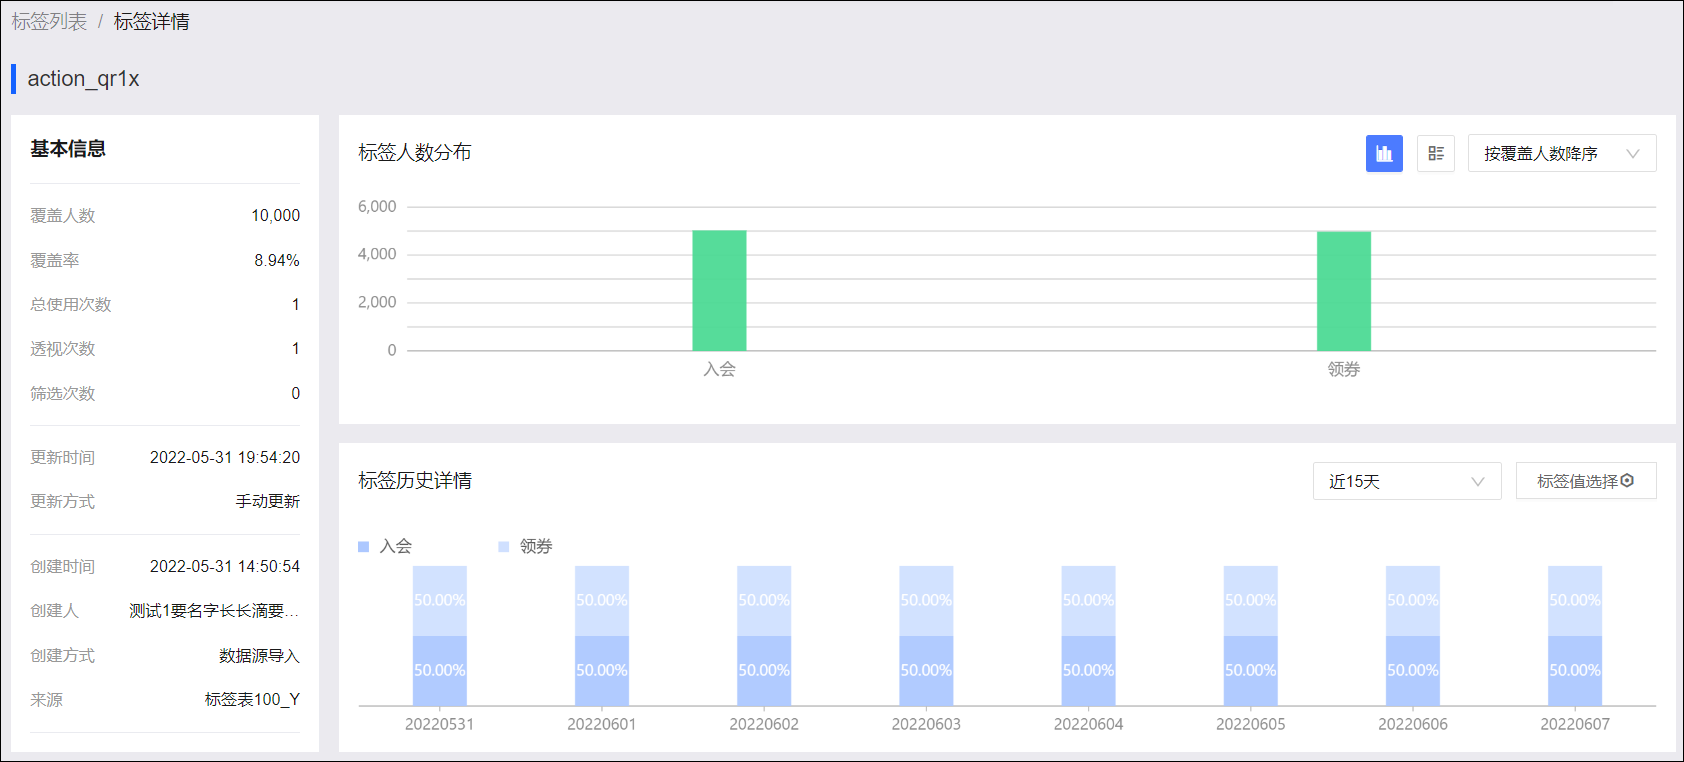 标签列表 / 标签详情
action_qr1x
基本信息
覆盖人数 10,000
覆盖率 8.94%
总使用次数 1
透视次数 1
筛选次数 0
更新时间 2022-05-31 19:54:20
更新方式 手动更新
创建时间 2022-05-31 14:50:54
创建人 测试1要名字长长滴要...
创建方式 数据源导入
来源 标签表100_Y
标签人数分布
按覆盖人数降序
6,000
4,000
2,000
0
入会 领券
标签历史详情
近15天
标签值选择
入会 领券
50.00% 50.00% 50.00% 50.00% 50.00% 50.00% 50.00% 50.00%
50.00% 50.00% 50.00% 50.00% 50.00% 50.00% 50.00% 50.00%
20220531 20220601 20220602 20220603 20220604 20220605 20220606 20220607